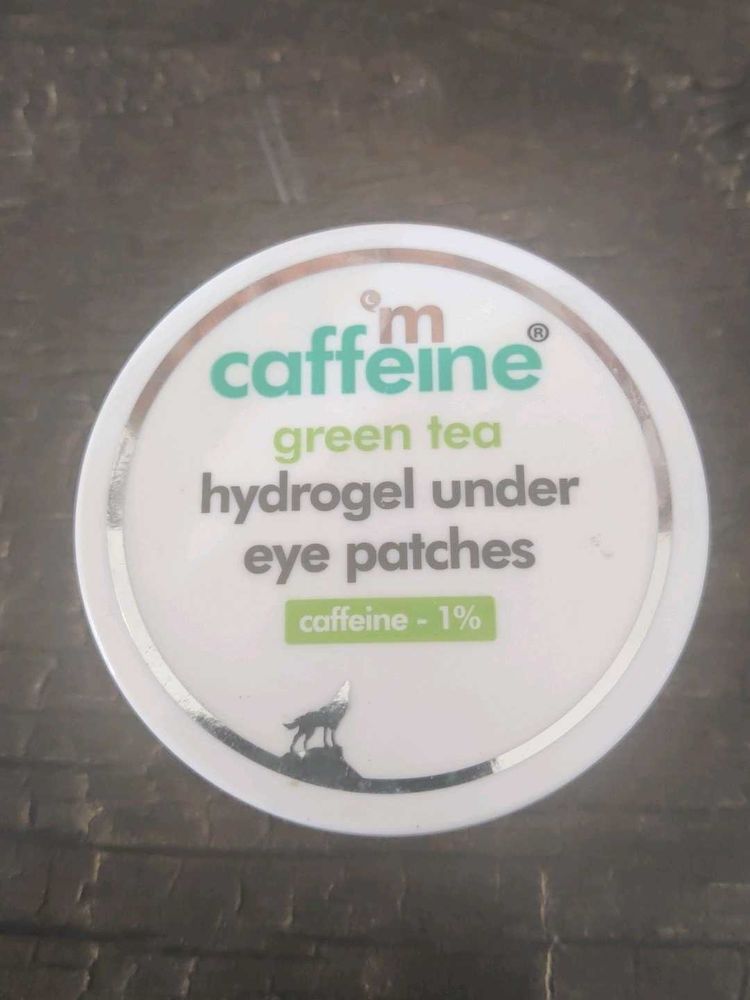 'm
caffeine®
green tea
hydrogel under
eye patches
caffeine - 1%